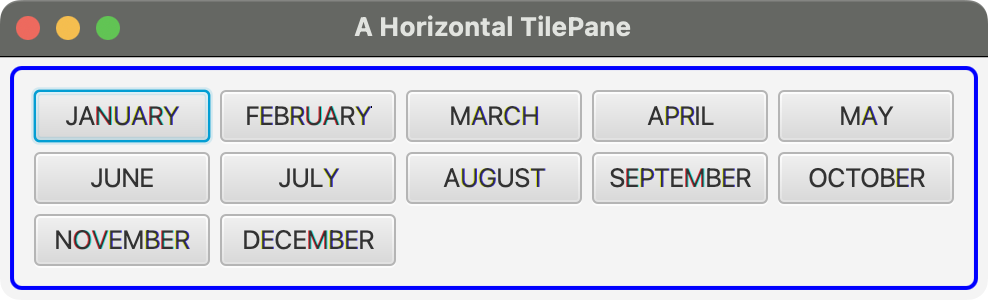 A Horizontal TilePane
JANUARY FEBRUARY MARCH APRIL MAY
JUNE JULY AUGUST SEPTEMBER OCTOBER
NOVEMBER DECEMBER